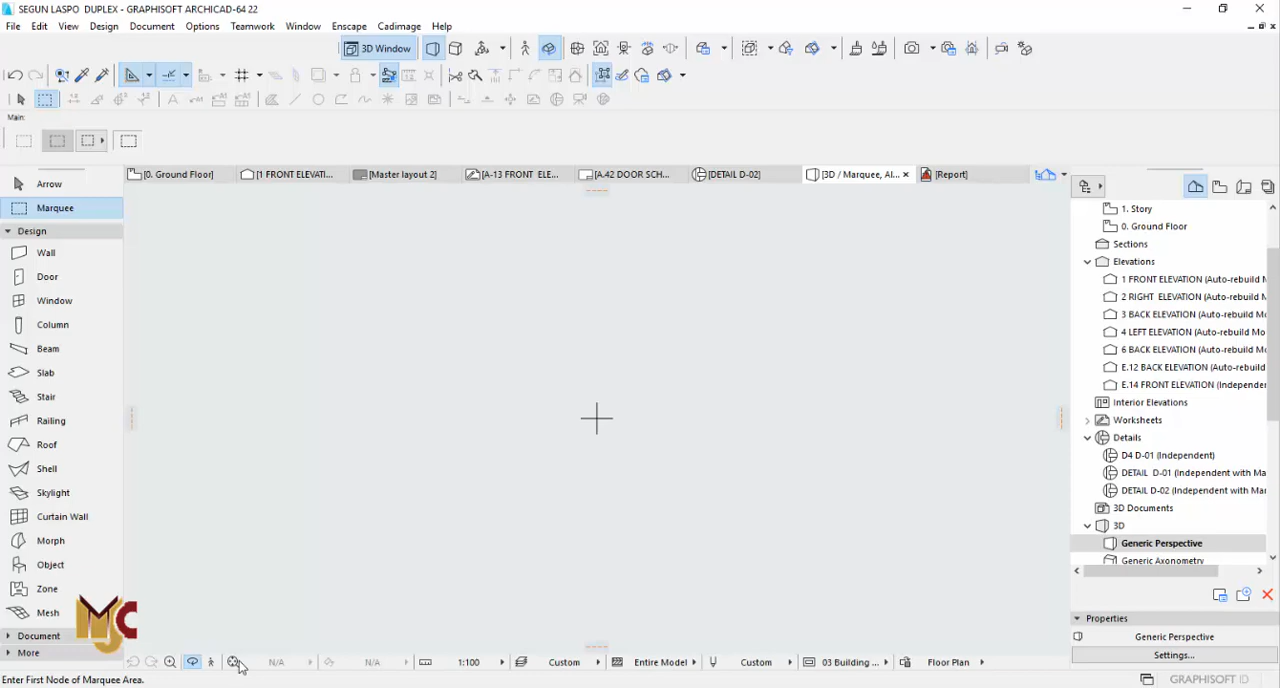 SEGUN LASPO  DUPLEX - GRAPHISOFT ARCHICAD-64 22
File Edit View Design Document Options Teamwork Window Enscape Cadimage Help
3D Window
Main:
[0. Ground Floor] [1 FRONT ELEVATI... [Master layout 2] [A-13 FRONT  ELE... [A.42 DOOR SCH... [DETAIL D-02] [3D / Marquee, Al... [Report]
Arrow
Marquee
Design
Wall
Door
Window
Column
Beam
Slab
Stair
Railing
Roof
Shell
Skylight
Curtain Wall
Morph
Object
Zone
Mesh
Document
More
MJC
1. Story
0. Ground Floor
Sections
Elevations
1 FRONT ELEVATION (Auto-rebuild Mo
2 RIGHT  ELEVATION (Auto-rebuild M
3 BACK ELEVATION (Auto-rebuild Mo
4 LEFT ELEVATION (Auto-rebuild Mo
6 BACK ELEVATION (Auto-rebuild Mo
E.12 BACK ELEVATION (Auto-rebuild
E.14 FRONT ELEVATION (Independen
Interior Elevations
Worksheets
Details
D4 D-01 (Independent)
DETAIL  D-01 (Independent with Ma
DETAIL D-02 (Independent with Mar
3D Documents
3D
Generic Perspective
Generic Axonometry
Properties
Generic Perspective
Settings...
N/A N/A 1:100 Custom Entire Model Custom 03 Building ... Floor Plan
Enter First Node of Marquee Area.
GRAPHISOFT ID